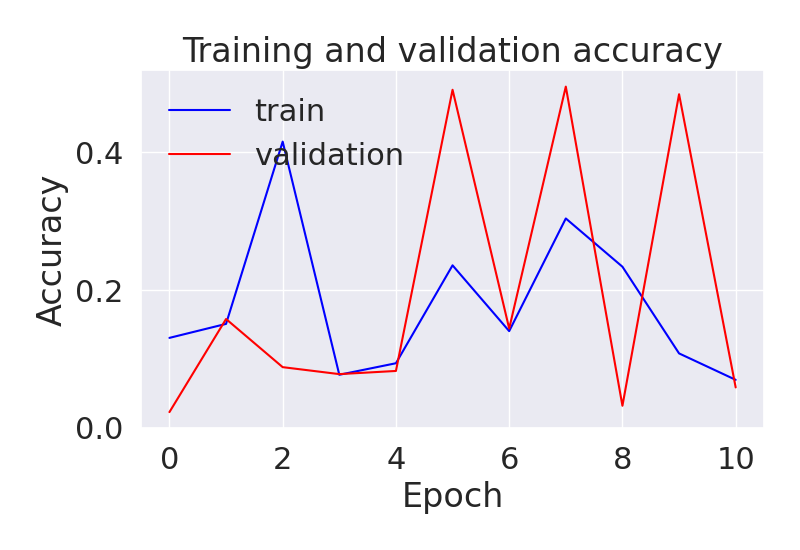 Training and validation accuracy
train
validation
Accuracy
0.4
0.2
0.0
0 2 4 6 8 10
Epoch